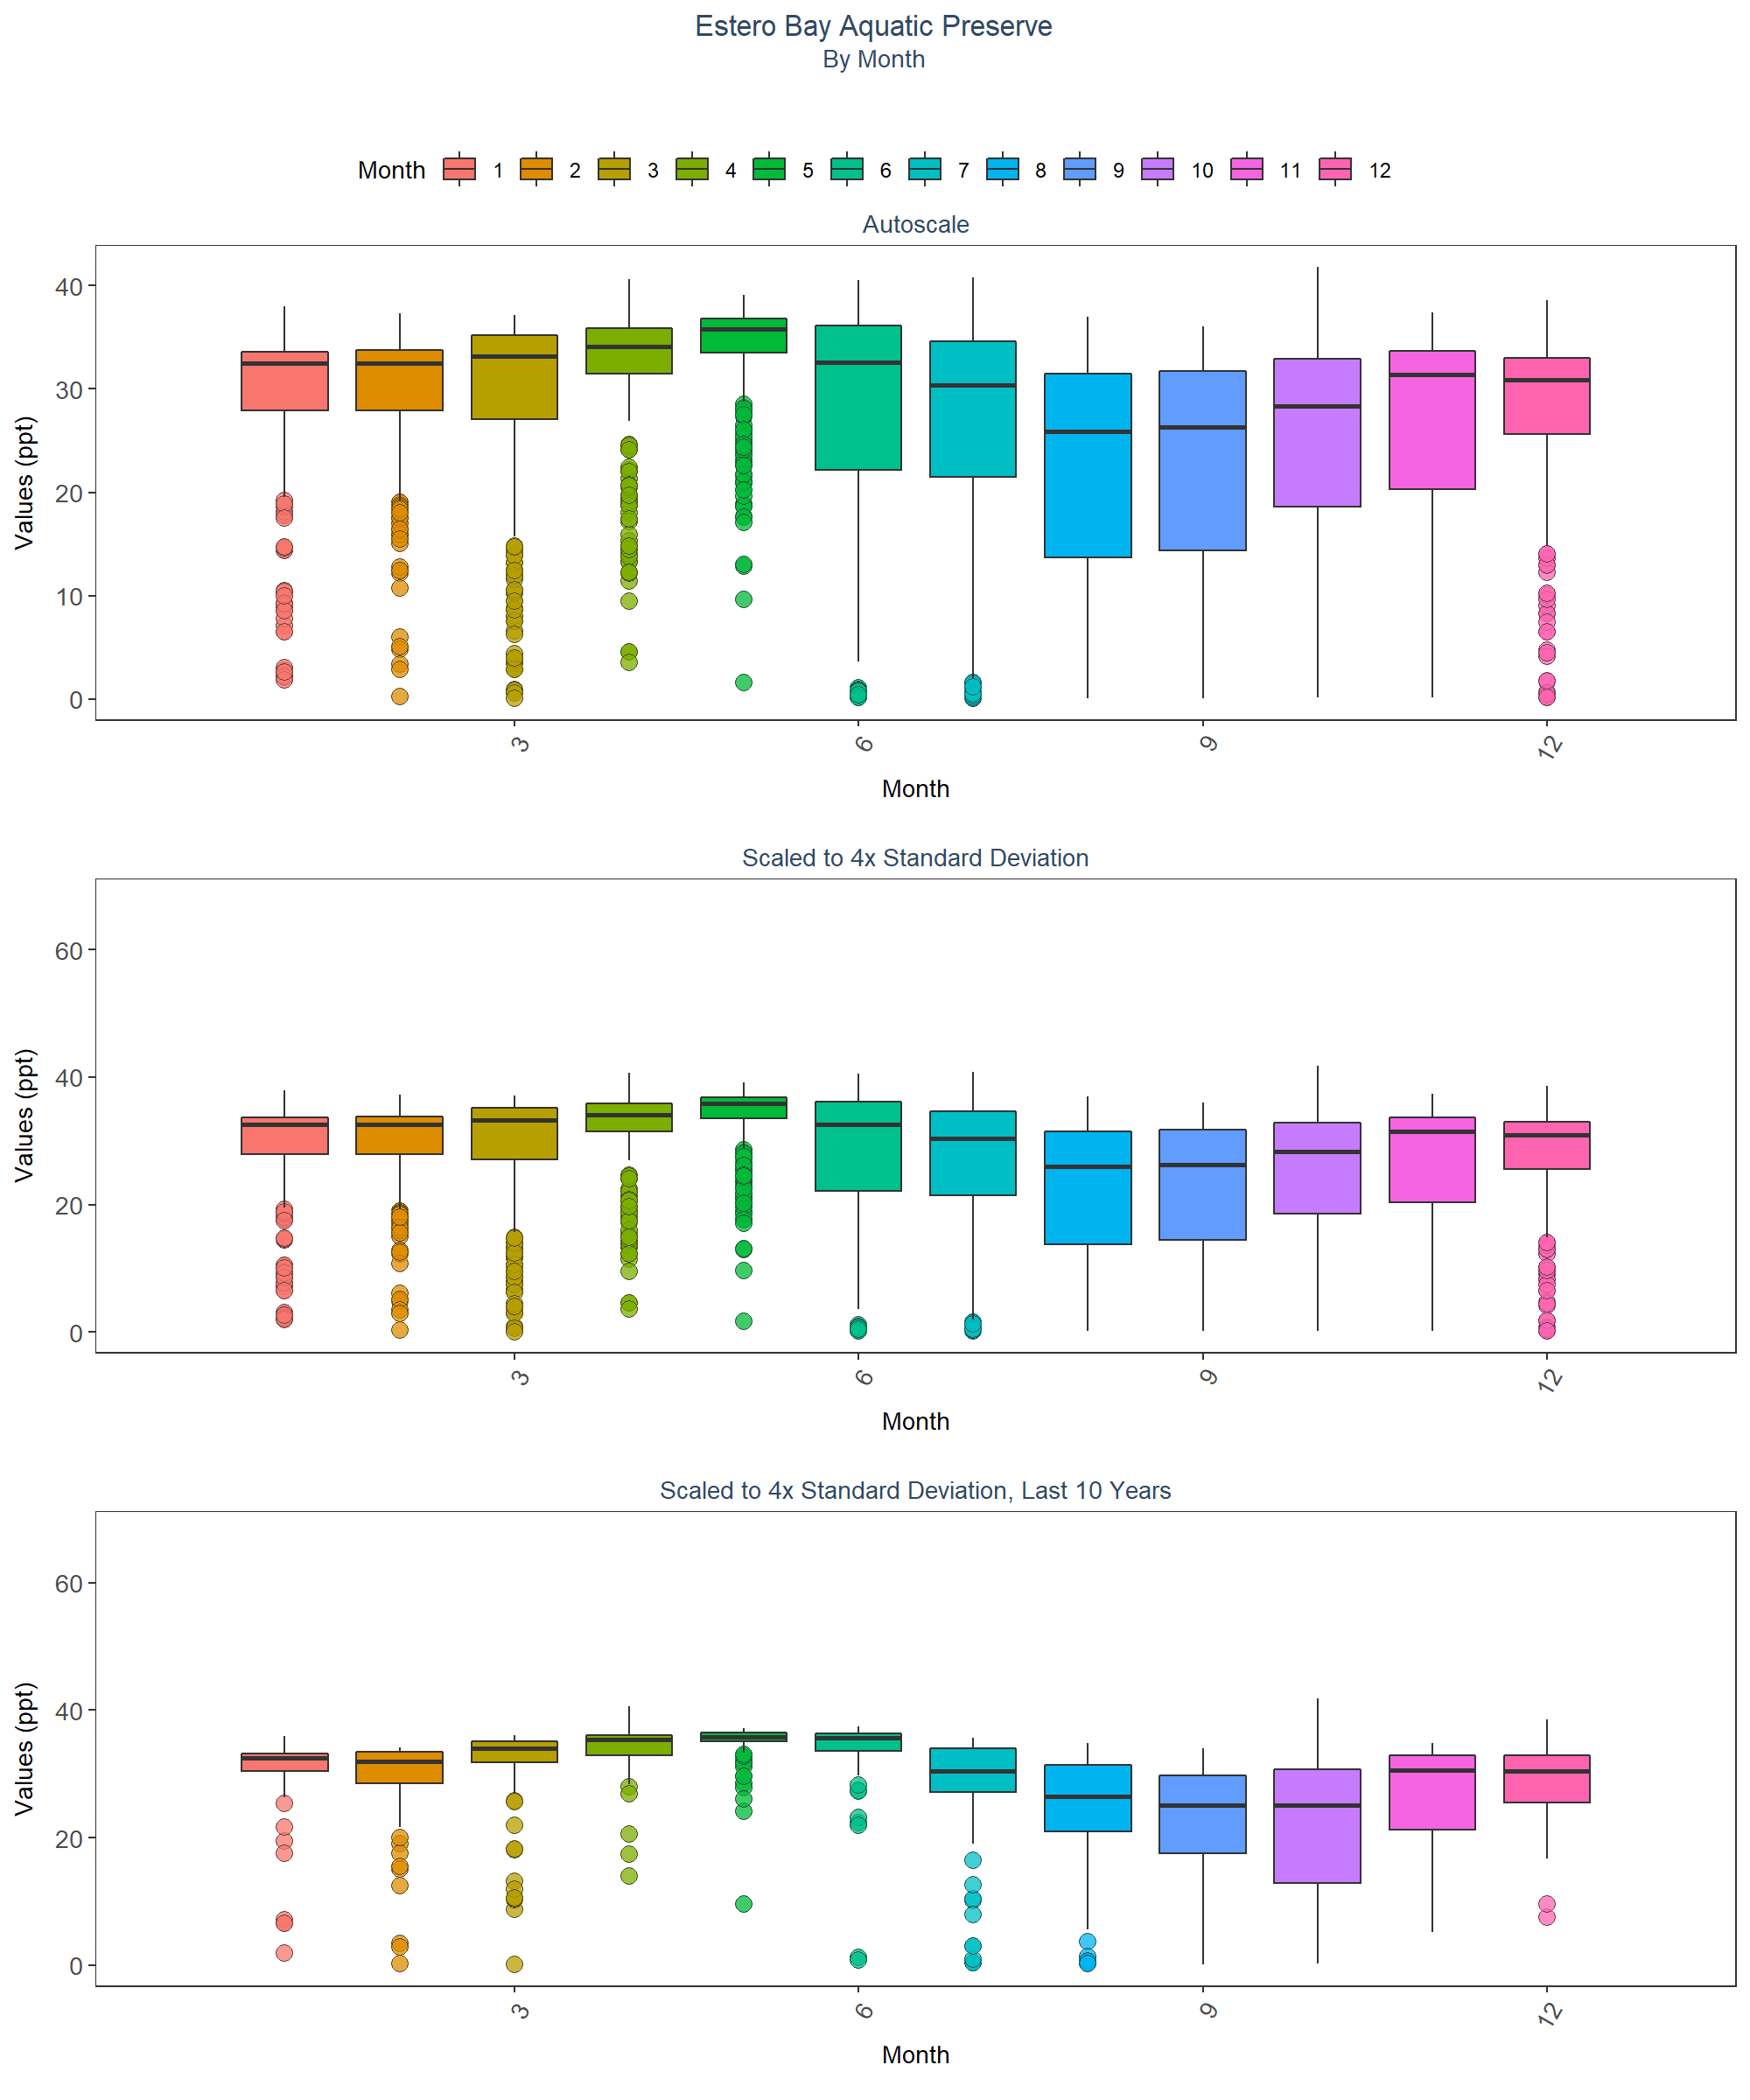 Estero Bay Aquatic Preserve
By Month
Month 1 2 3 4 5 6 7 8 9 10 11 12
Autoscale
Values (ppt)
40
30
20
10
0
3 6 9 12
Month
Scaled to 4x Standard Deviation
Values (ppt)
60
40
20
0
3 6 9 12
Month
Scaled to 4x Standard Deviation, Last 10 Years
Values (ppt)
60
40
20
0
3 6 9 12
Month